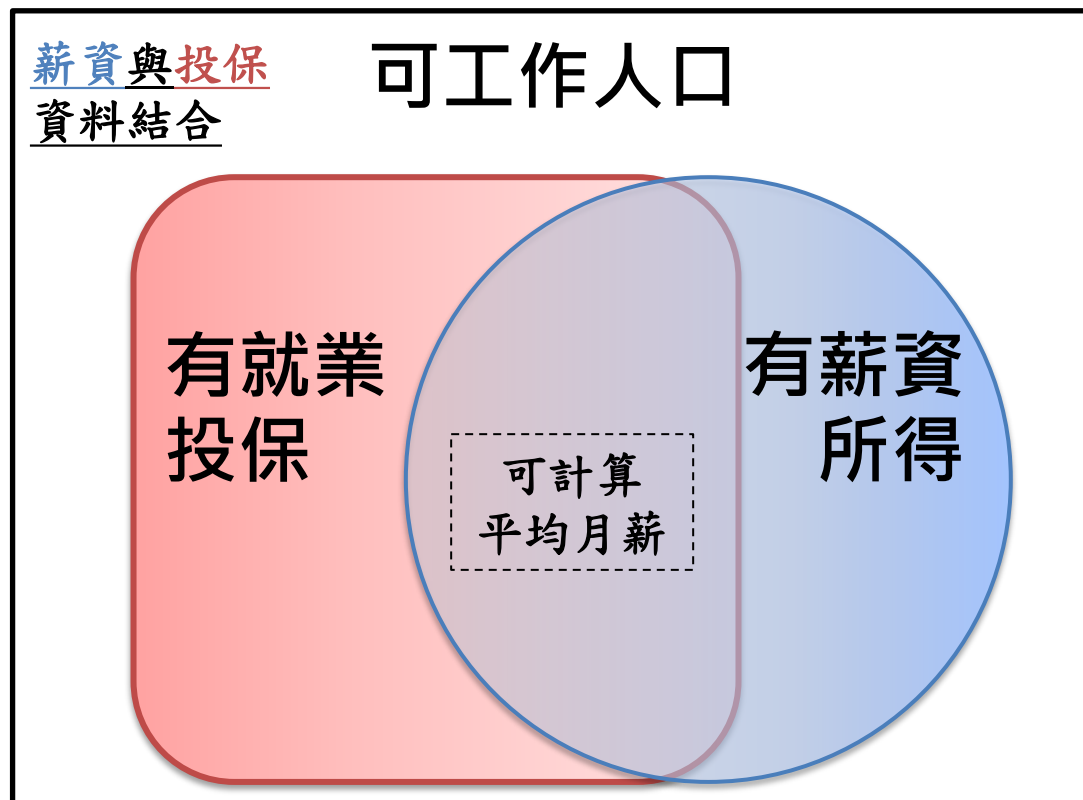 薪資與投保
資料結合
可工作人口
有就業
投保
有薪資
所得
可計算
平均月薪